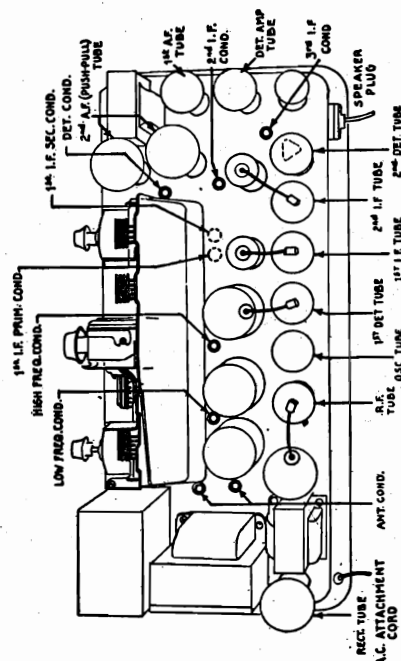 1st I.F. PRIM. COND.
HIGH FREQ. COND.
LOW FREQ. COND.
1st I.F. SEC. COND.
DET. COND.
2nd A.F. (PUSH-PULL)
TUBE
1st A.F.
TUBE
2nd I.F.
COND.
DET. AMP
TUBE
3rd I.F
COND
SPEAKER
PLUG
2nd DET. TUBE
2nd I.F TUBE
1st I.F TUBE
1st DET TUBE
OSC. TUBE
R.F.
TUBE
ANT. COND.
RECT. TUBE
A.C. ATTACHMENT
CORD